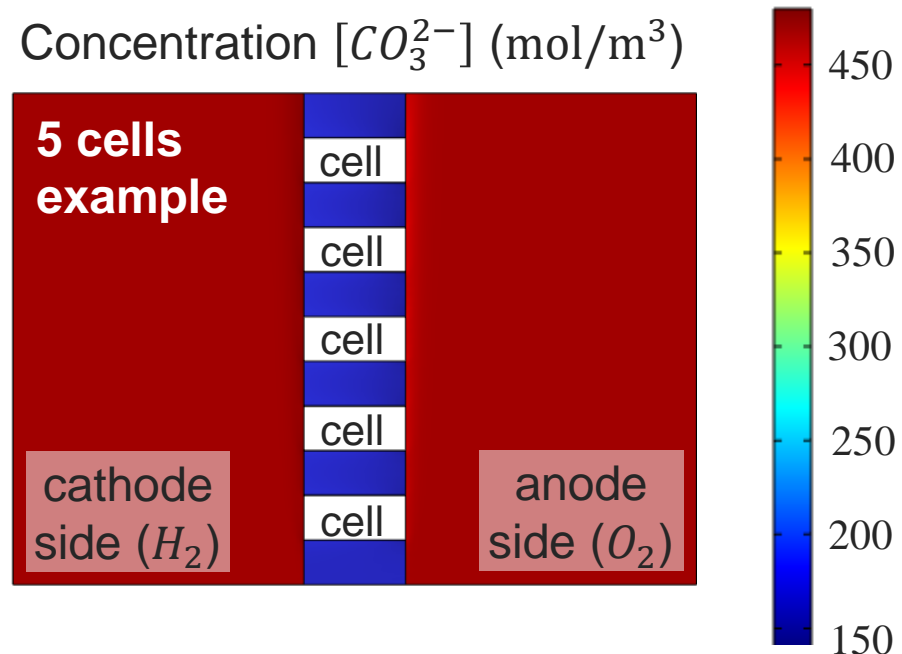 Concentration [CO₃²⁻] (mol/m³)
5 cells
example
cell
cell
cell
cell
cell
cathode
side (H₂)
anode
side (O₂)
450
400
350
300
250
200
150